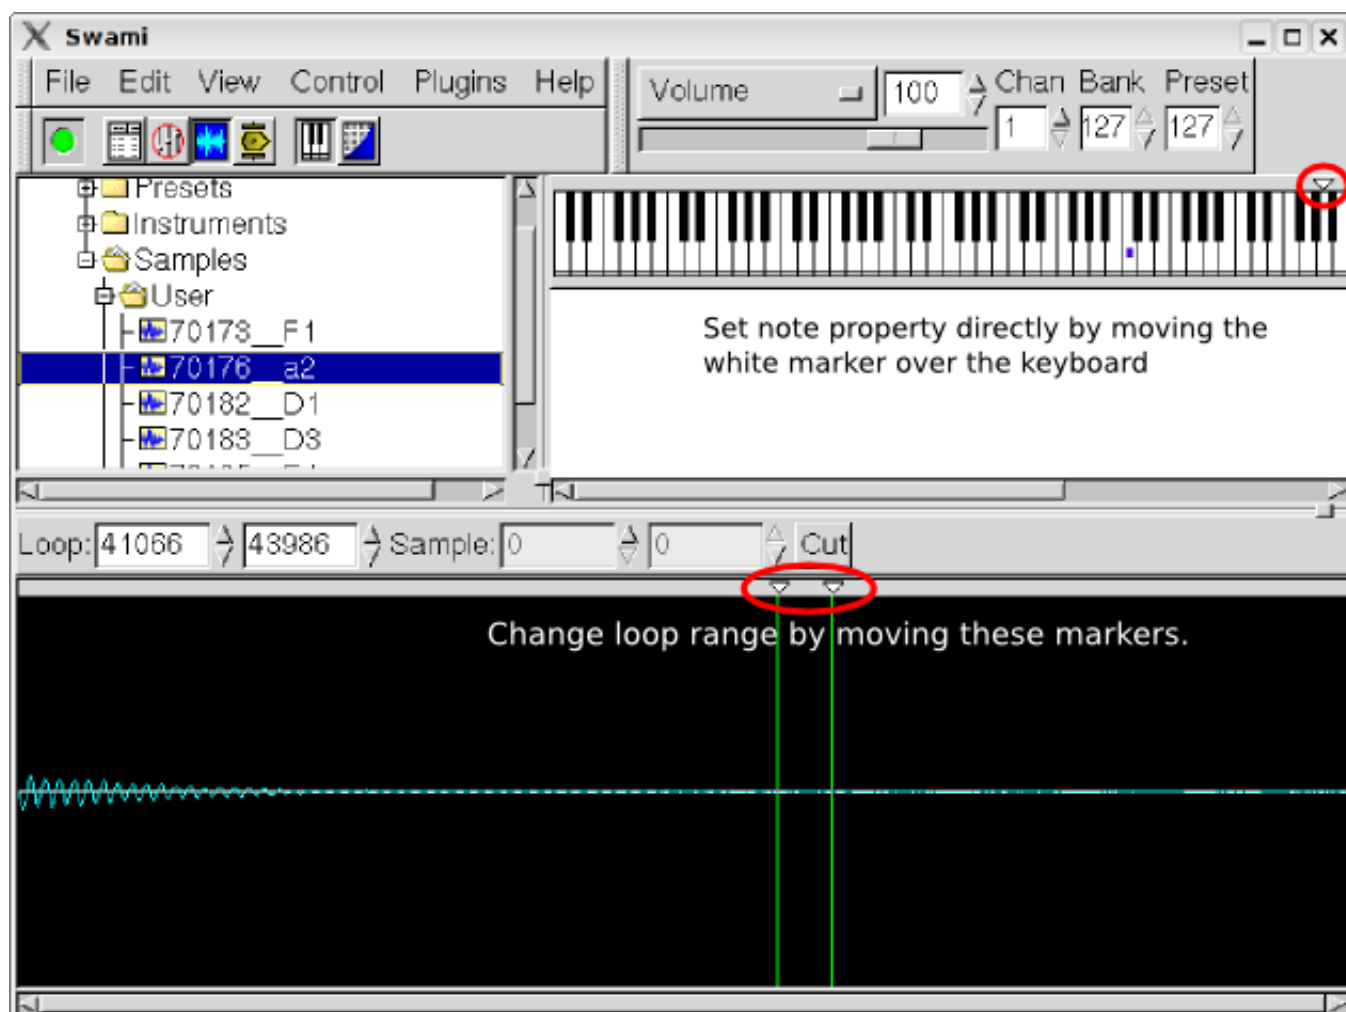 Swami
File Edit View Control Plugins Help
Volume 100 Chan Bank Preset
1 127 127
Presets
Instruments
Samples
User
70173__F1
70176__a2
70182__D1
70183__D3
Set note property directly by moving the
white marker over the keyboard
Loop: 41066 43986 Sample: 0 0 Cut
Change loop range by moving these markers.